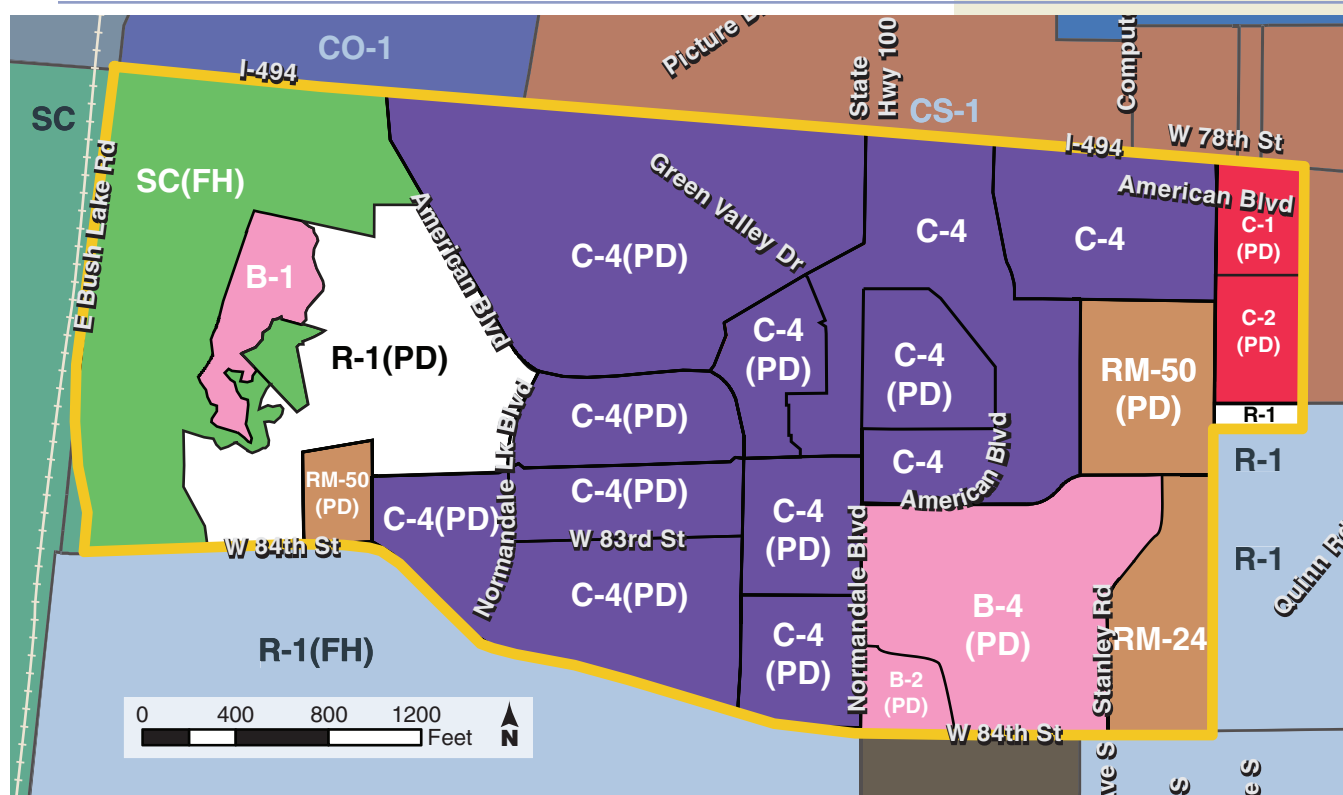 CO-1
Picture
State
Hwy 100
Comput
I-494
SC
CS-1
W 78th St
I-494
E Bush Lake Rd
SC(FH)
American Blvd
Green Valley Dr
American Blvd
C-1
(PD)
C-4
C-4
C-4(PD)
B-1
C-2
(PD)
R-1(PD)
C-4
(PD)
C-4
(PD)
RM-50
(PD)
Normandale Lk Blvd
C-4(PD)
R-1
R-1
C-4
American Blvd
RM-50
(PD)
C-4(PD)
C-4(PD)
C-4
(PD)
Normandale Blvd
W 84th St
W 83rd St
R-1
Quinn Rd
C-4(PD)
B-4
(PD)
Stanley Rd
RM-24
R-1(FH)
C-4
(PD)
B-2
(PD)
0 400 800 1200
Feet
N
W 84th St
Ave S
S
e S